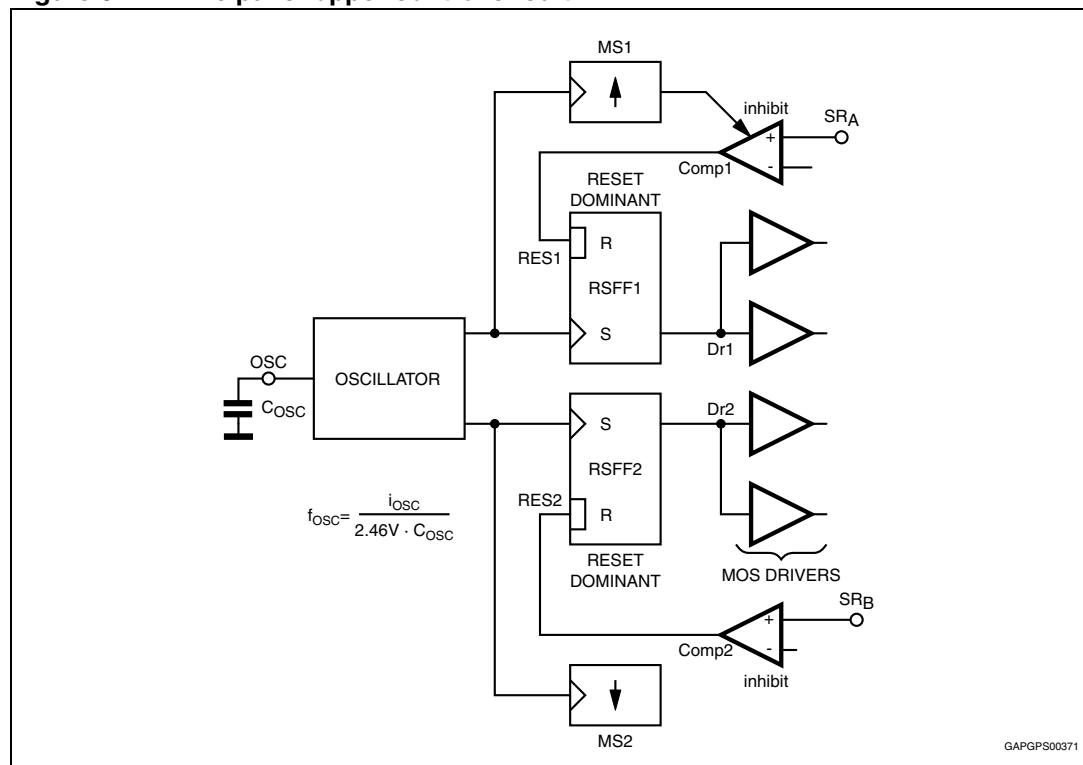 MS1
inhibit
SRA
+
-
Comp1
RESET
DOMINANT
R
RES1
RSFF1
S
Dr1
OSC
COSC
OSCILLATOR
Dr2
S
RSFF2
RES2
R
fOSC= iOSC
2.46V · COSC
RESET
DOMINANT
MOS DRIVERS
SRB
+
-
Comp2
inhibit
MS2
GAPGPS00371